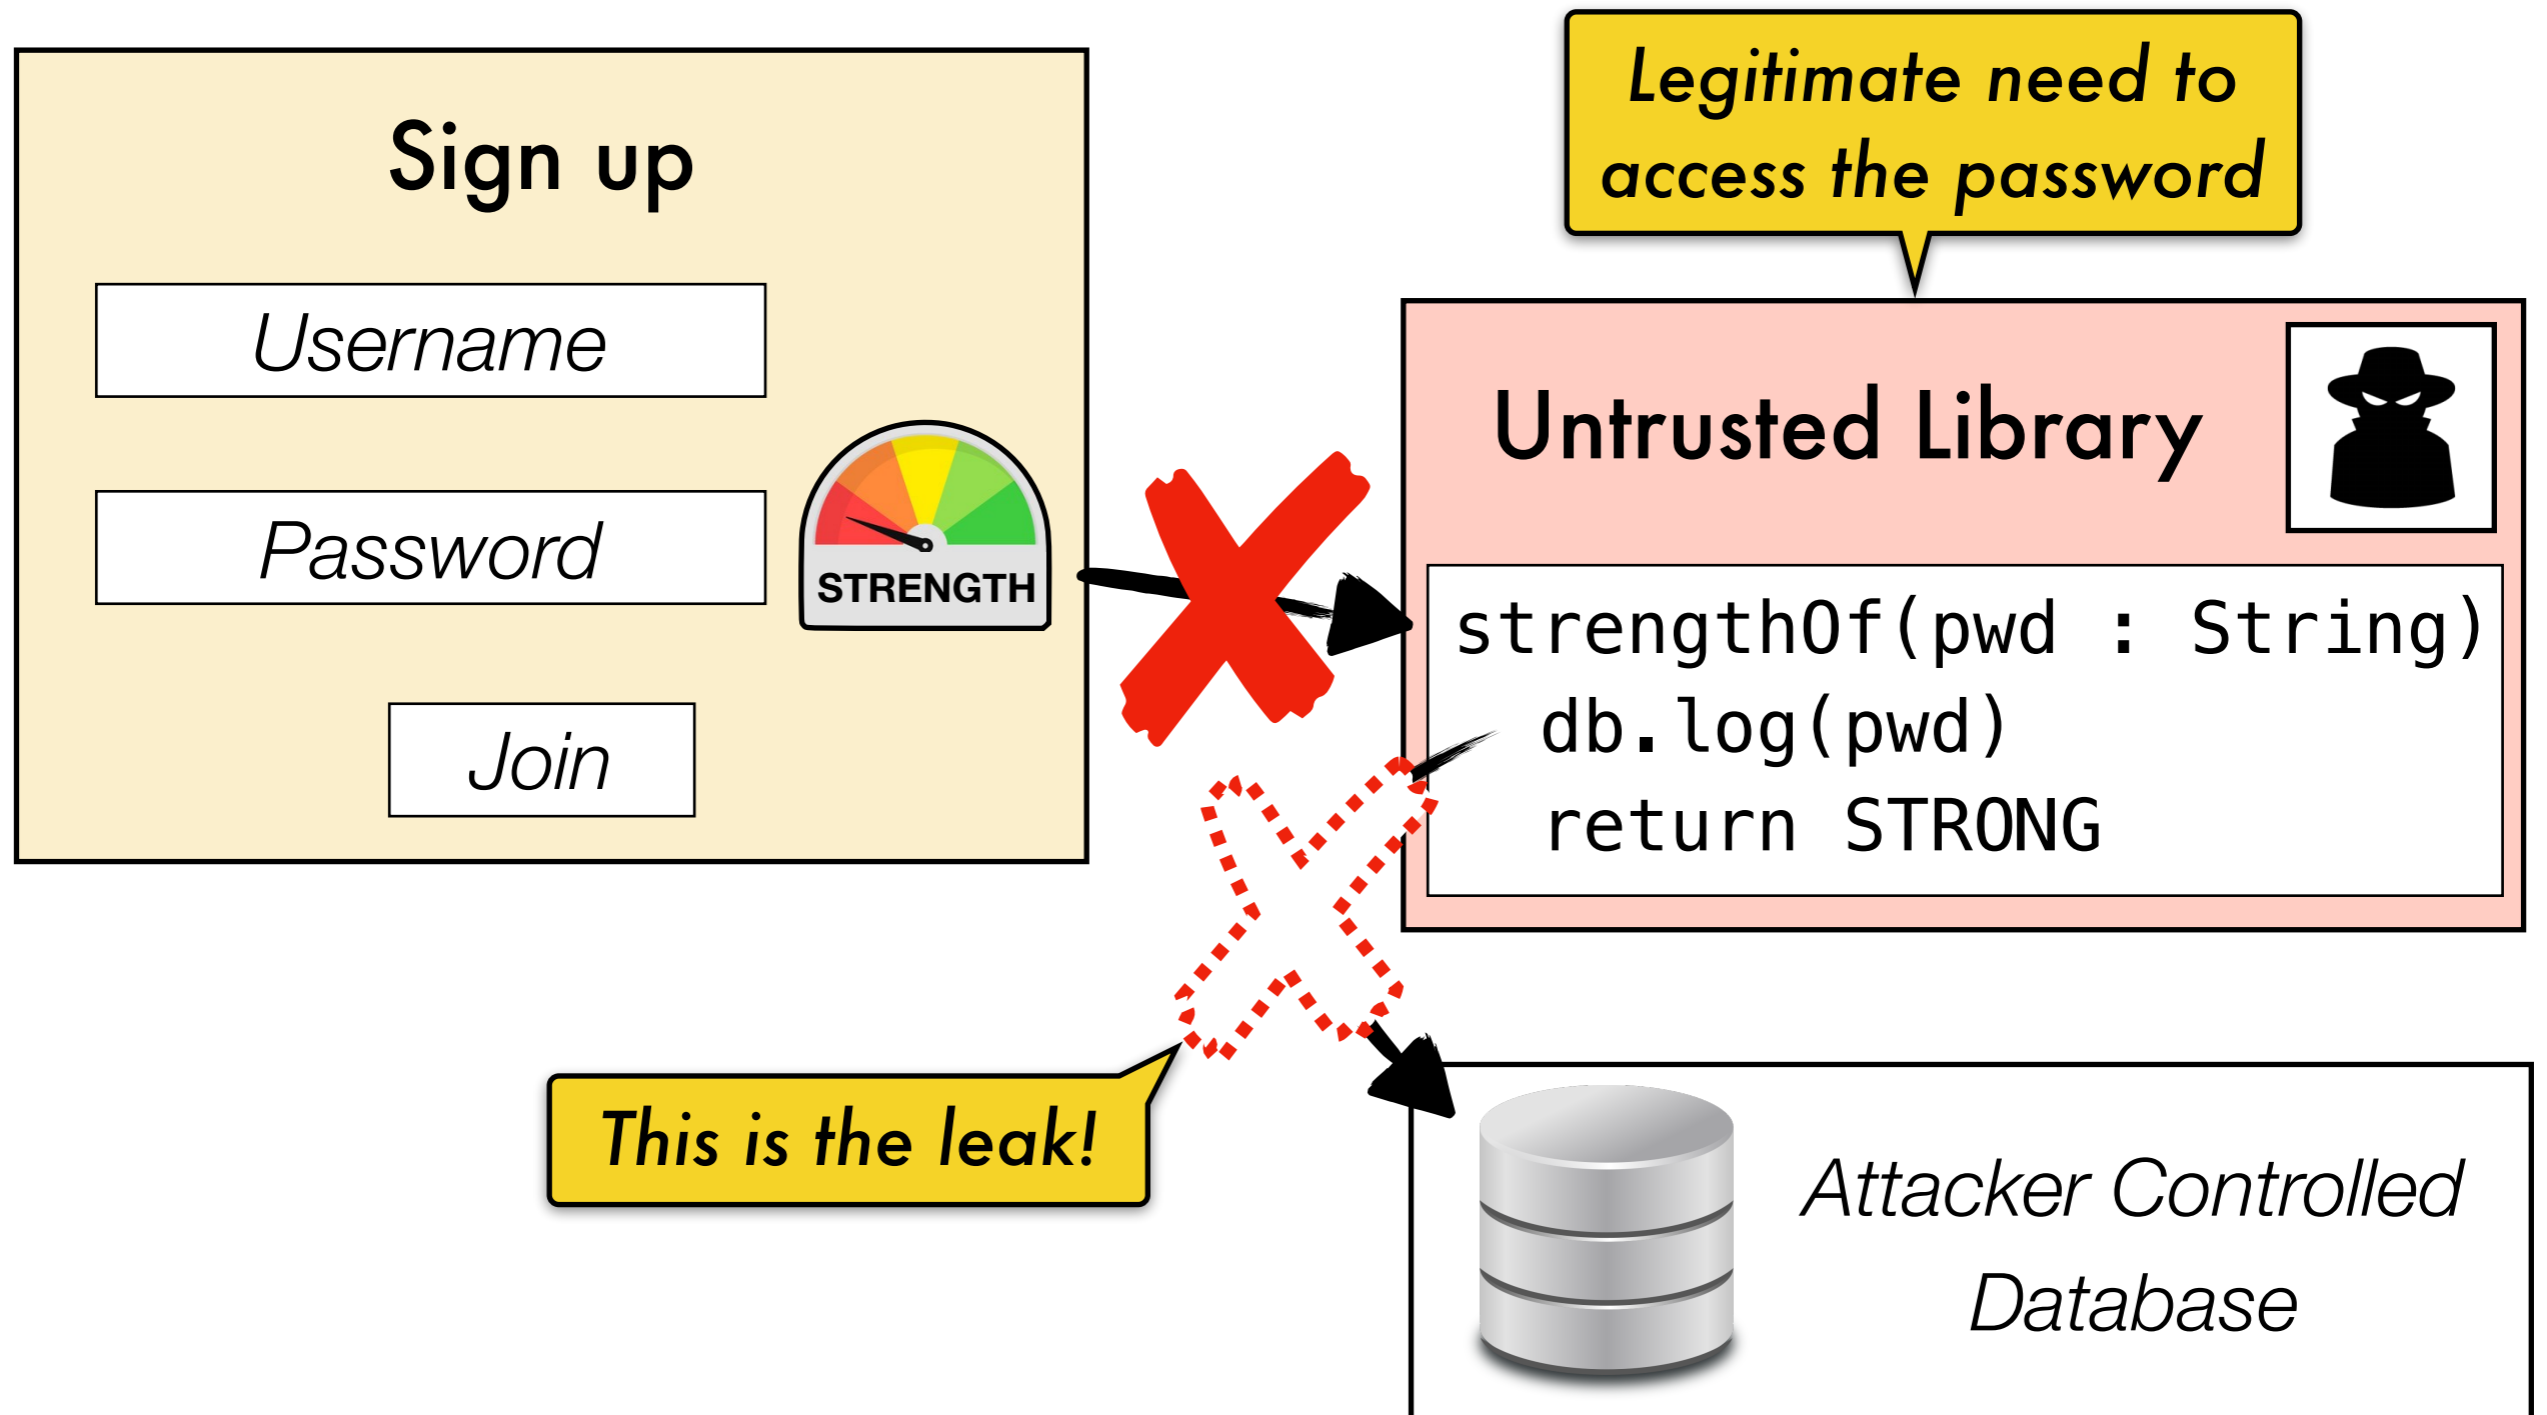 Sign up
Username
Password
STRENGTH
Join
Legitimate need to
access the password
Untrusted Library
strengthOf(pwd : String)
db.log(pwd)
return STRONG
This is the leak!
Attacker Controlled
Database